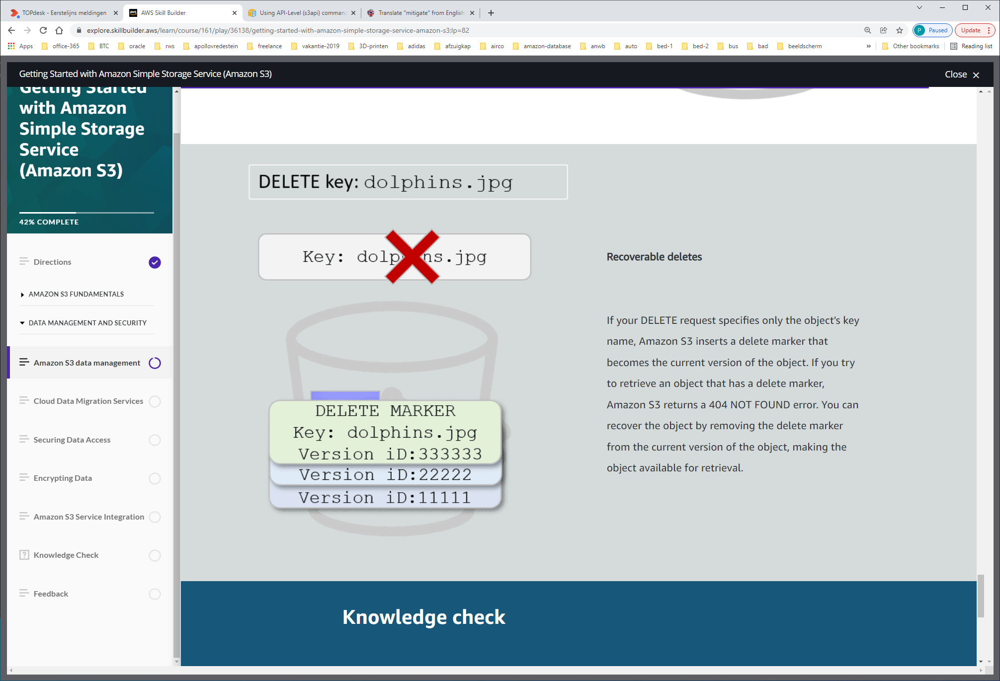 TOPdesk - Eerstelijns meldingen
AWS Skill Builder
Using API-Level (s3api) comman
Translate "mitigate" from English
explore.skillbuilder.aws/learn/course/161/play/36138/getting-started-with-amazon-simple-storage-service-amazon-s3;lp=82
P Paused
Update
Apps office-365 BTC oracle rws apollovredestein freelance vakantie-2019 3D-printen adidas afzuigkap airco amazon-database anwb auto bed-1 bed-2 bus bad beeldscherm » Other bookmarks Reading list
Getting Started with Amazon Simple Storage Service (Amazon S3)
Close
Getting Started
with Amazon
Simple Storage
Service
(Amazon S3)
42% COMPLETE
Directions
AMAZON S3 FUNDAMENTALS
DATA MANAGEMENT AND SECURITY
Amazon S3 data management
Cloud Data Migration Services
Securing Data Access
Encrypting Data
Amazon S3 Service Integration
Knowledge Check
Feedback
DELETE key: dolphins.jpg
Key: dolphins.jpg
DELETE MARKER
Key: dolphins.jpg
Version iD:333333
Version iD:22222
Version iD:11111
Recoverable deletes
If your DELETE request specifies only the object's key
name, Amazon S3 inserts a delete marker that
becomes the current version of the object. If you try
to retrieve an object that has a delete marker,
Amazon S3 returns a 404 NOT FOUND error. You can
recover the object by removing the delete marker
from the current version of the object, making the
object available for retrieval.
Knowledge check